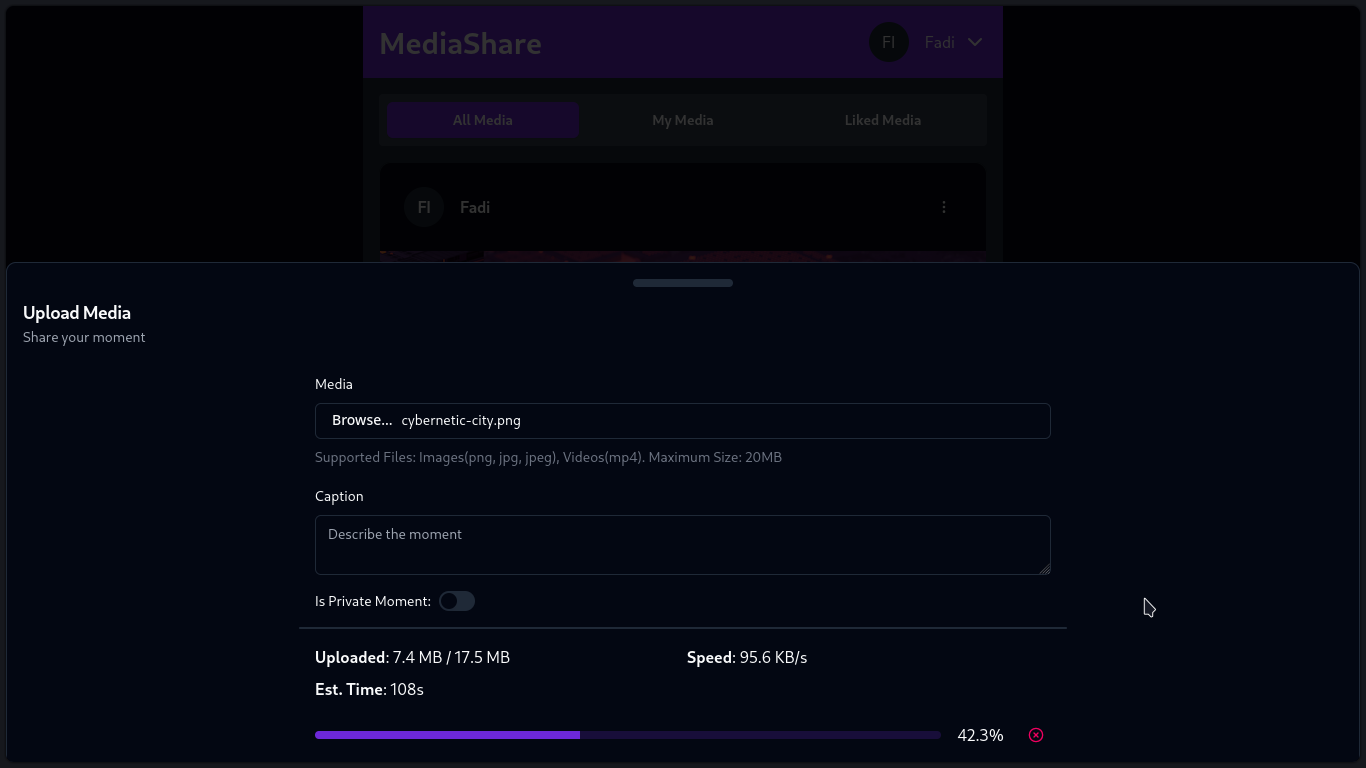 MediaShare
FI Fadi
All Media My Media Liked Media
FI Fadi
Upload Media
Share your moment
Media
Browse... cybernetic-city.png
Supported Files: Images(png, jpg, jpeg), Videos(mp4). Maximum Size: 20MB
Caption
Describe the moment
Is Private Moment:
Uploaded: 7.4 MB / 17.5 MB Speed: 95.6 KB/s
Est. Time: 108s
42.3%